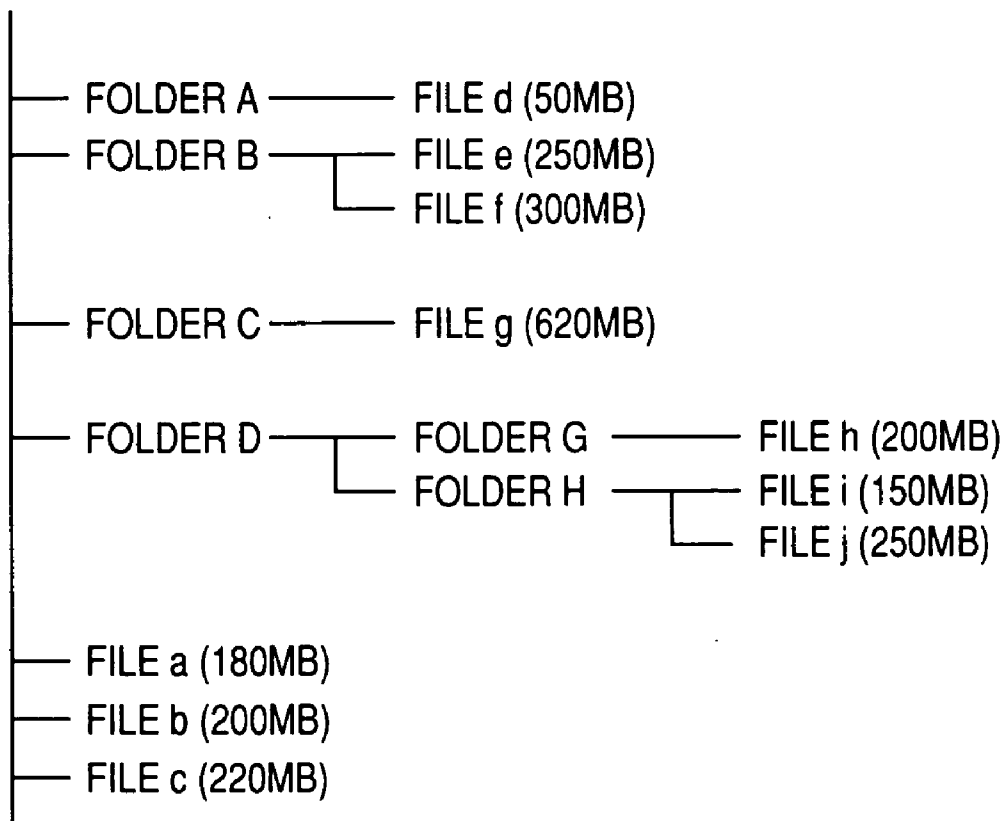 FOLDER A FILE d (50MB)
FOLDER B FILE e (250MB)
FILE f (300MB)
FOLDER C FILE g (620MB)
FOLDER D FOLDER G FILE h (200MB)
FOLDER H FILE i (150MB)
FILE j (250MB)
FILE a (180MB)
FILE b (200MB)
FILE c (220MB)